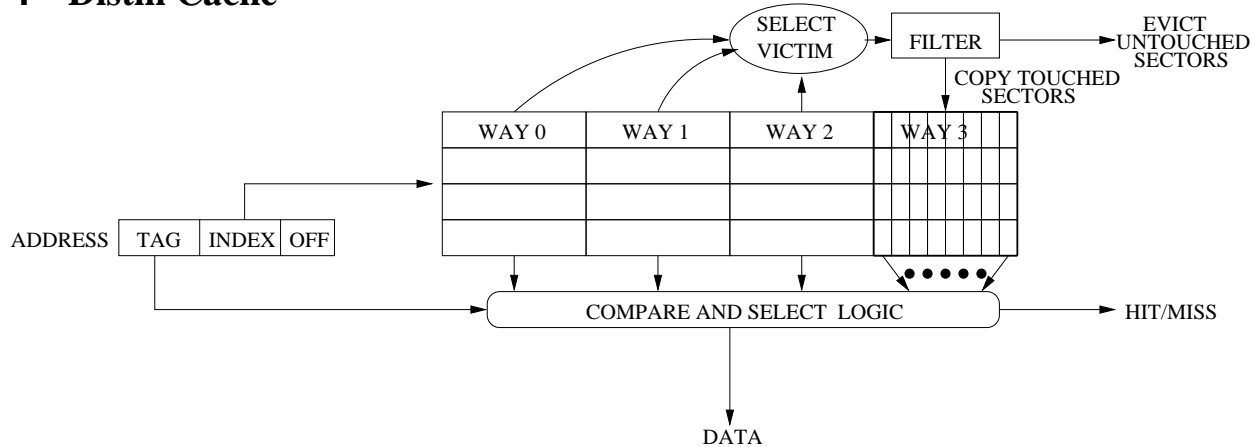 Distill Cache
SELECT
VICTIM
FILTER
EVICT
UNTOUCHED
SECTORS
COPY TOUCHED
SECTORS
WAY 0
WAY 1
WAY 2
WAY 3
ADDRESS
TAG
INDEX
OFF
COMPARE AND SELECT LOGIC
HIT/MISS
DATA